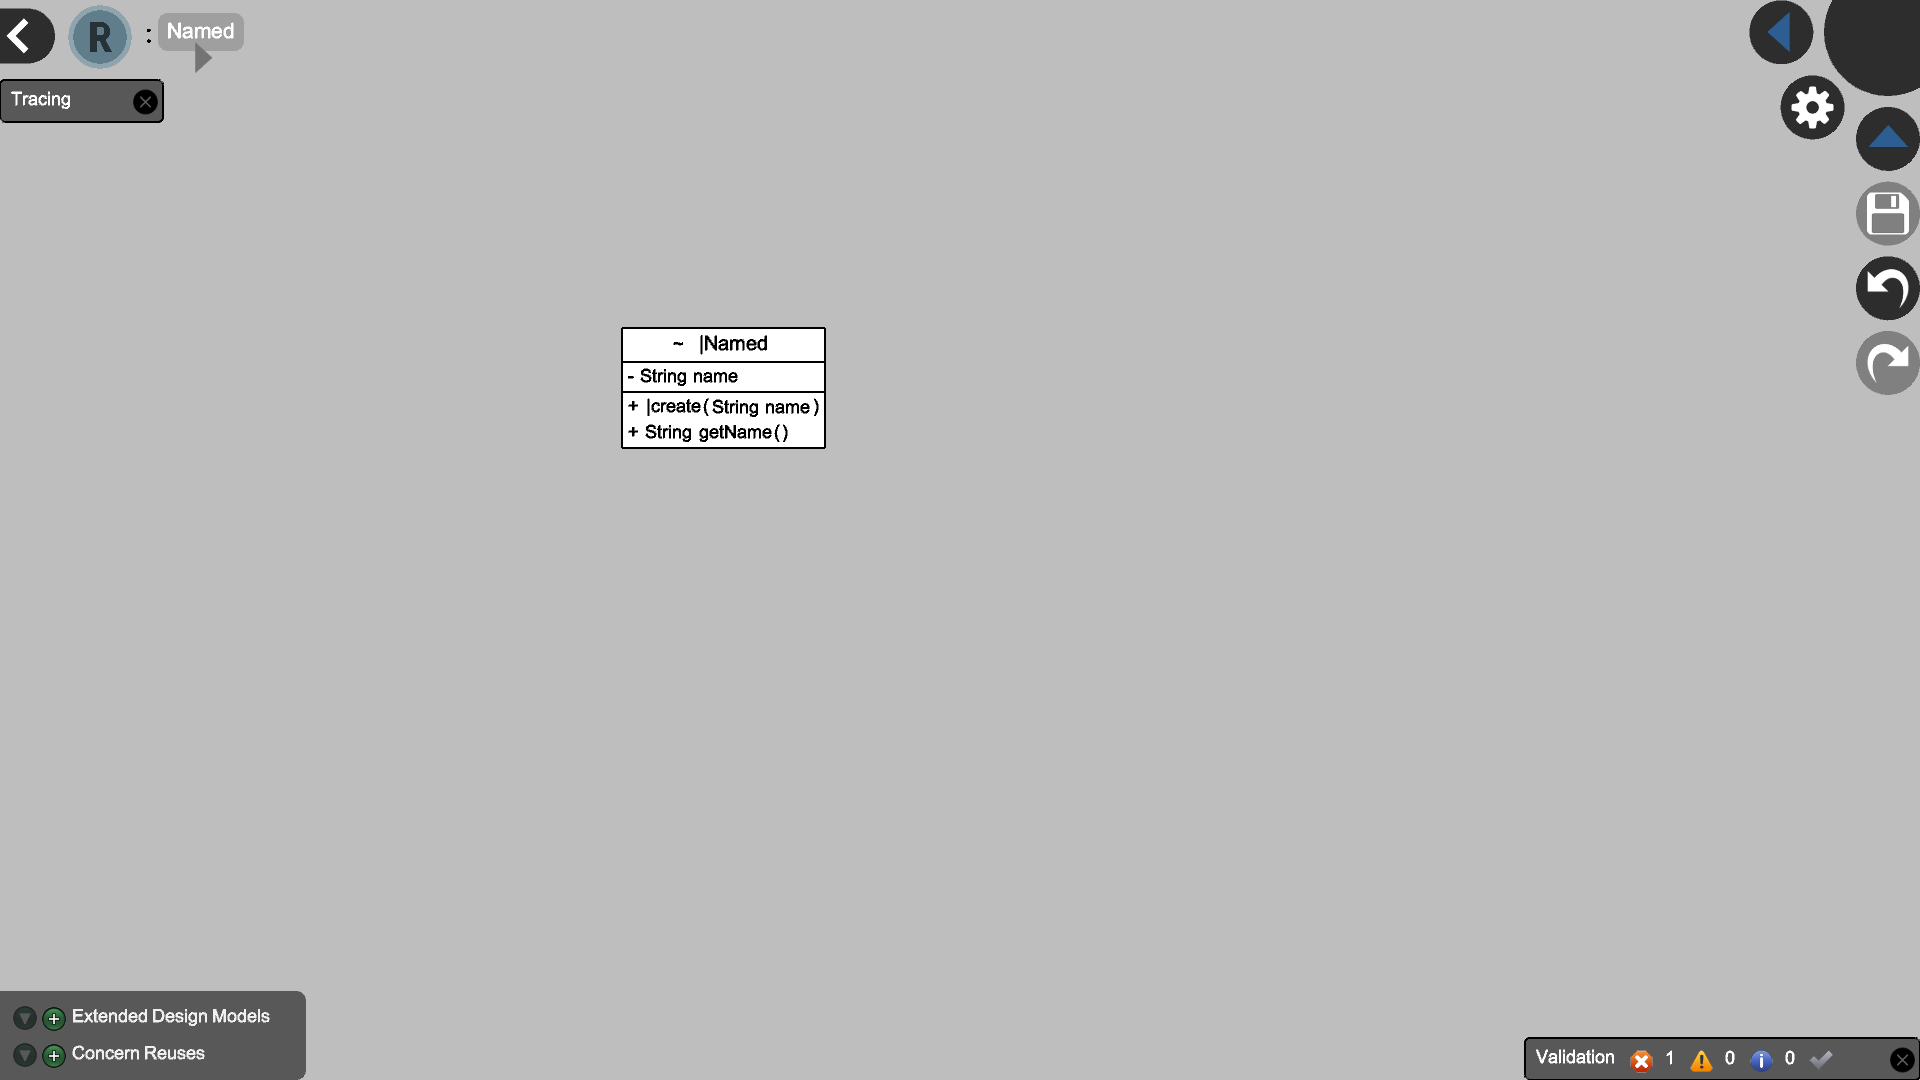 R : Named
Tracing
~ |Named
- String name
+ |create(String name)
+ String getName()
Extended Design Models
Concern Reuses
Validation 1 0 0